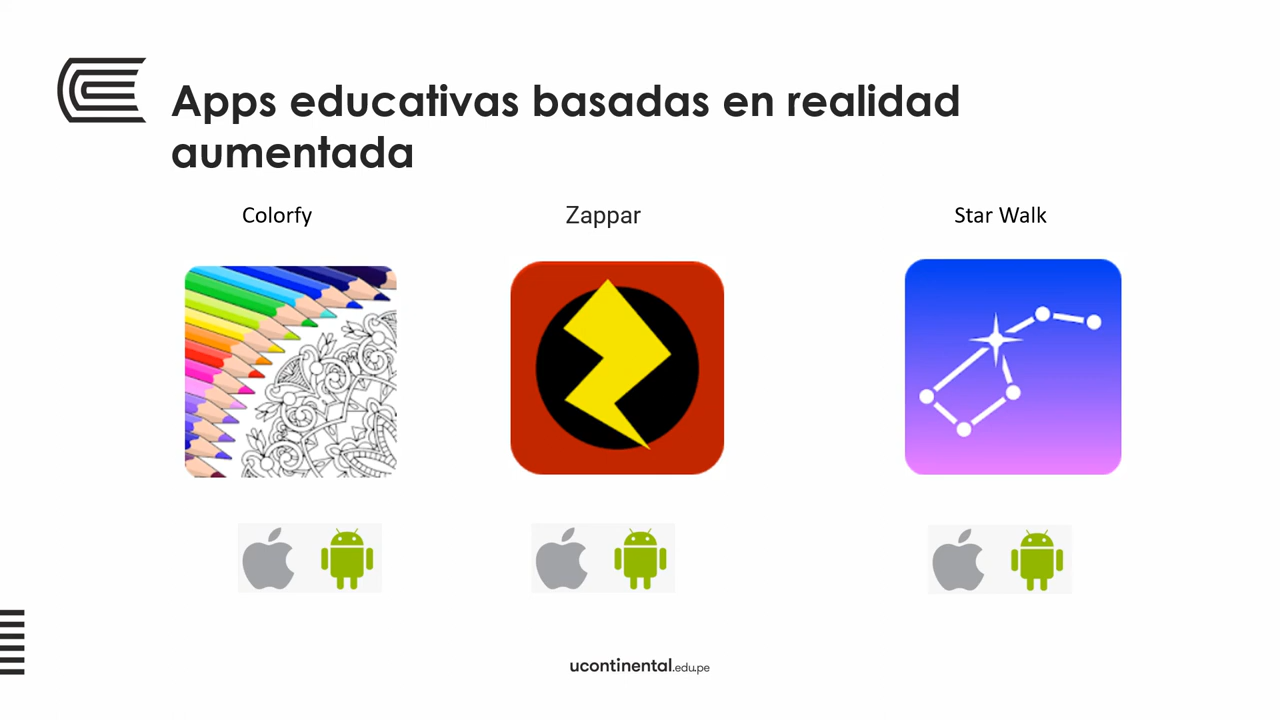 Apps educativas basadas en realidad
aumentada
Colorfy
Zappar
Star Walk
ucontinental.edu.pe